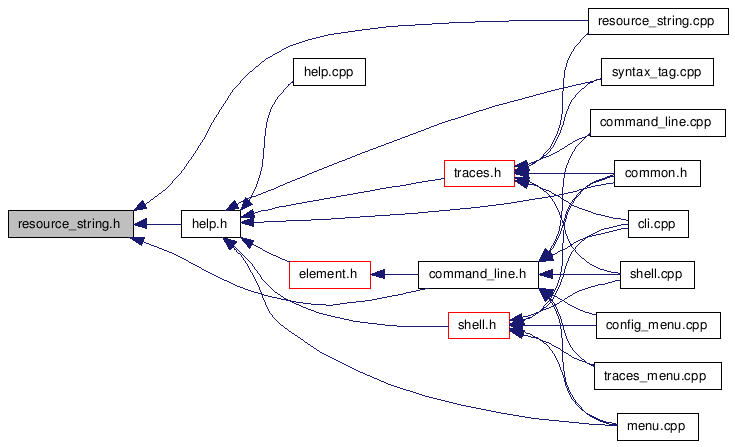 resource_string.cpp
help.cpp
syntax_tag.cpp
command_line.cpp
traces.h
common.h
resource_string.h
help.h
cli.cpp
element.h
command_line.h
shell.cpp
shell.h
config_menu.cpp
traces_menu.cpp
menu.cpp